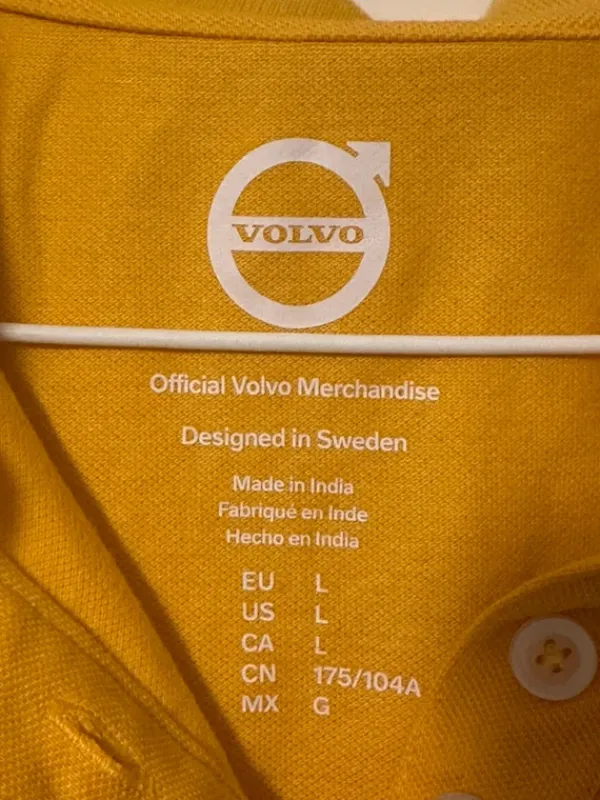 VOLVO
Official Volvo Merchandise
Designed in Sweden
Made in India
Fabriqué en Inde
Hecho en India
EU L
US L
CA L
CN 175/104A
MX G